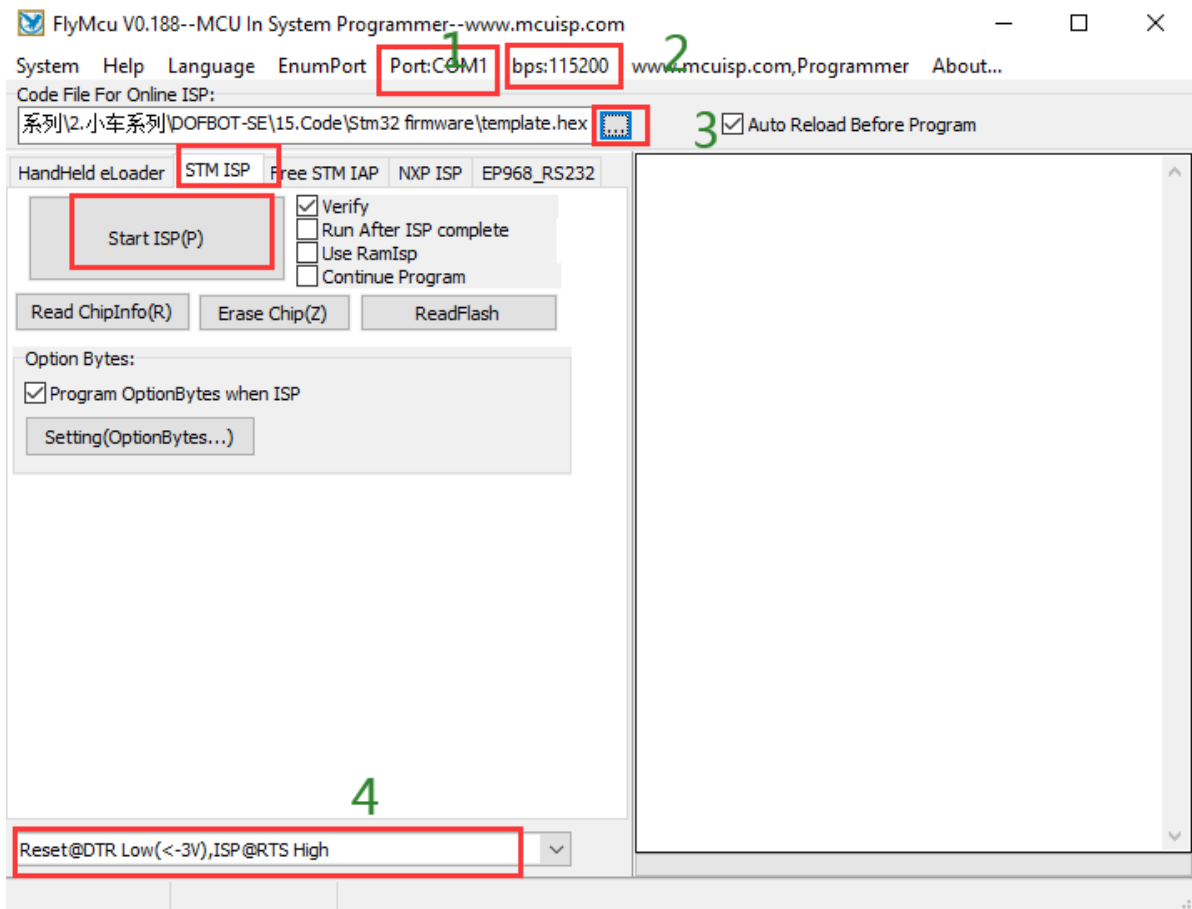 FlyMcu V0.188--MCU In System Programmer--www.mcuisp.com
1
2
System Help Language EnumPort Port:COM1 bps:115200 www.mcuisp.com,Programmer About...
Code File For Online ISP:
系列\2.小车系列\DOFBOT-SE\15.Code\Stm32 firmware\template.hex ... 3 Auto Reload Before Program
HandHeld eLoader STM ISP Free STM IAP NXP ISP EP968_RS232
Start ISP(P)
Verify
Run After ISP complete
Use RamIsp
Continue Program
Read ChipInfo(R) Erase Chip(Z) ReadFlash
Option Bytes:
Program OptionBytes when ISP
Setting(OptionBytes...)
4
Reset@DTR Low(<-3V),ISP@RTS High